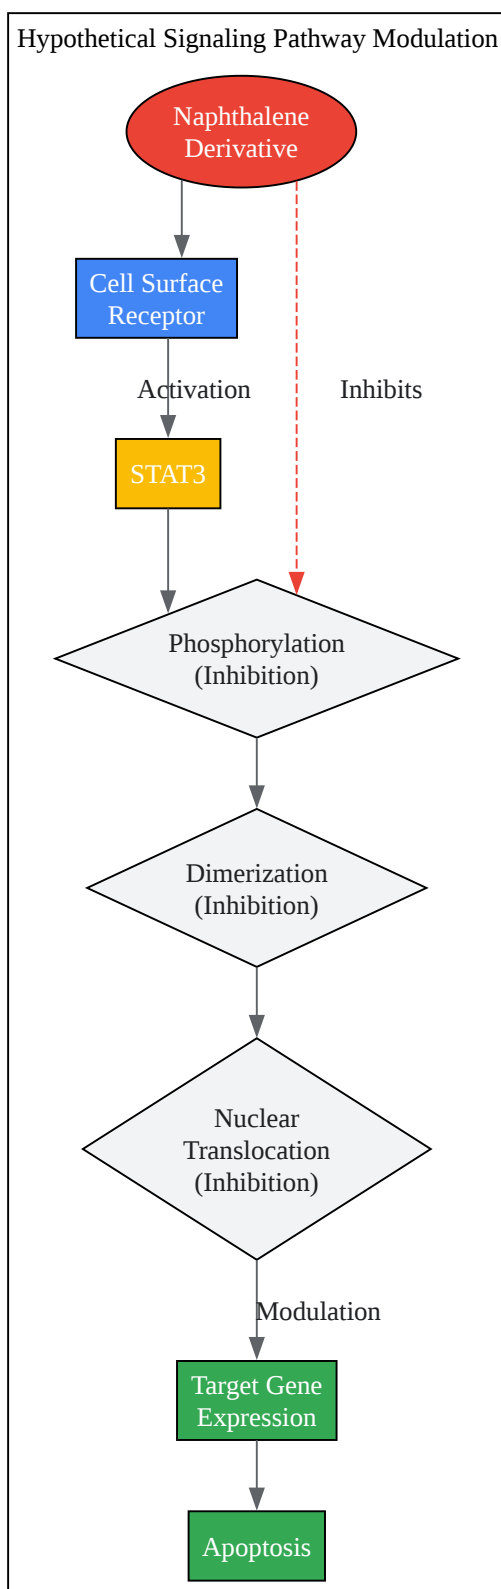 Hypothetical Signaling Pathway Modulation
Naphthalene
Derivative
Cell Surface
Receptor
Activation
Inhibits
STAT3
Phosphorylation
(Inhibition)
Dimerization
(Inhibition)
Nuclear
Translocation
(Inhibition)
Modulation
Target Gene
Expression
Apoptosis